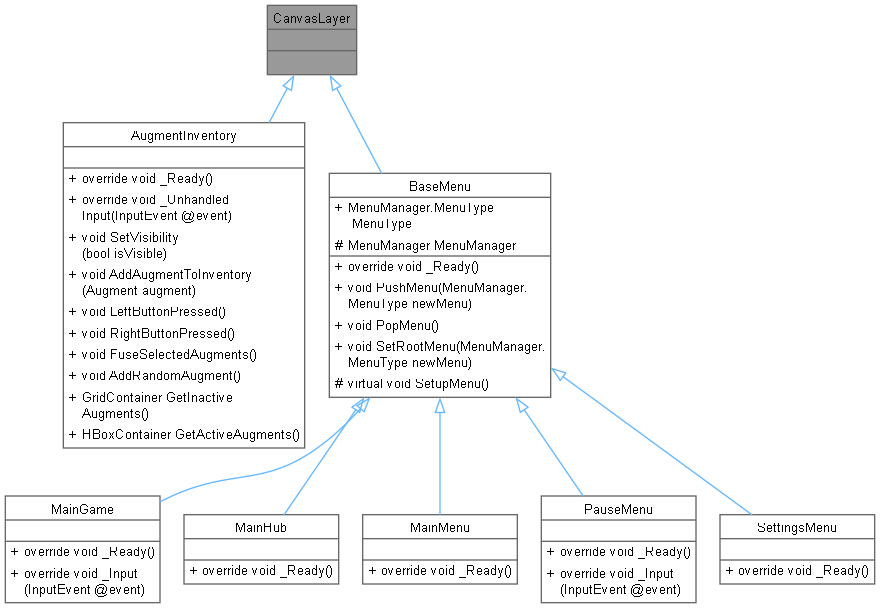 CanvasLayer
AugmentInventory
+ override void _Ready()
+ override void _Unhandled
Input(InputEvent @event)
+ void SetVisibility
(bool isVisible)
+ void AddAugmentToInventory
(Augment augment)
+ void LeftButtonPressed()
+ void RightButtonPressed()
+ void FuseSelectedAugments()
+ void AddRandomAugment()
+ GridContainer GetInactive
Augments()
+ HBoxContainer GetActiveAugments()
BaseMenu
+ MenuManager.MenuType
MenuType
# MenuManager MenuManager
+ override void _Ready()
+ void PushMenu(MenuManager.
MenuType newMenu)
+ void PopMenu()
+ void SetRootMenu(MenuManager.
MenuType newMenu)
# virtual void SetupMenu()
MainGame
+ override void _Ready()
+ override void _Input
(InputEvent @event)
MainHub
+ override void _Ready()
MainMenu
+ override void _Ready()
PauseMenu
+ override void _Ready()
+ override void _Input
(InputEvent @event)
SettingsMenu
+ override void _Ready()